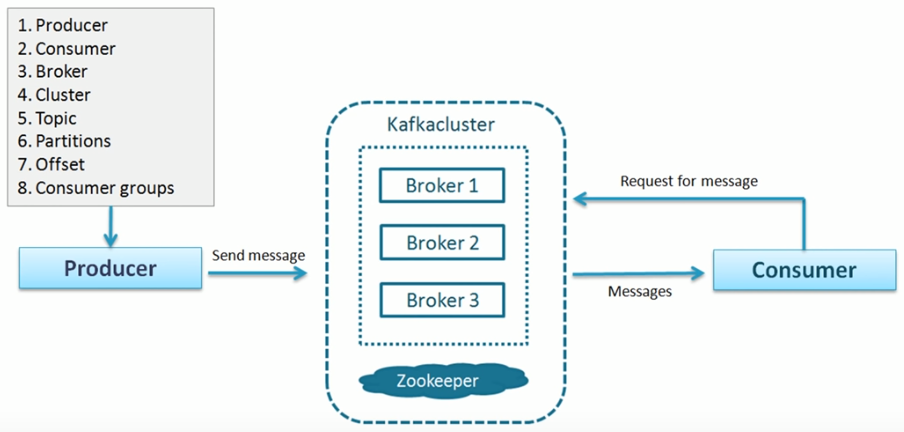 1. Producer
2. Consumer
3. Broker
4. Cluster
5. Topic
6. Partitions
7. Offset
8. Consumer groups
Producer
Send message
Kafkacluster
Broker 1
Broker 2
Broker 3
Zookeeper
Request for message
Messages
Consumer